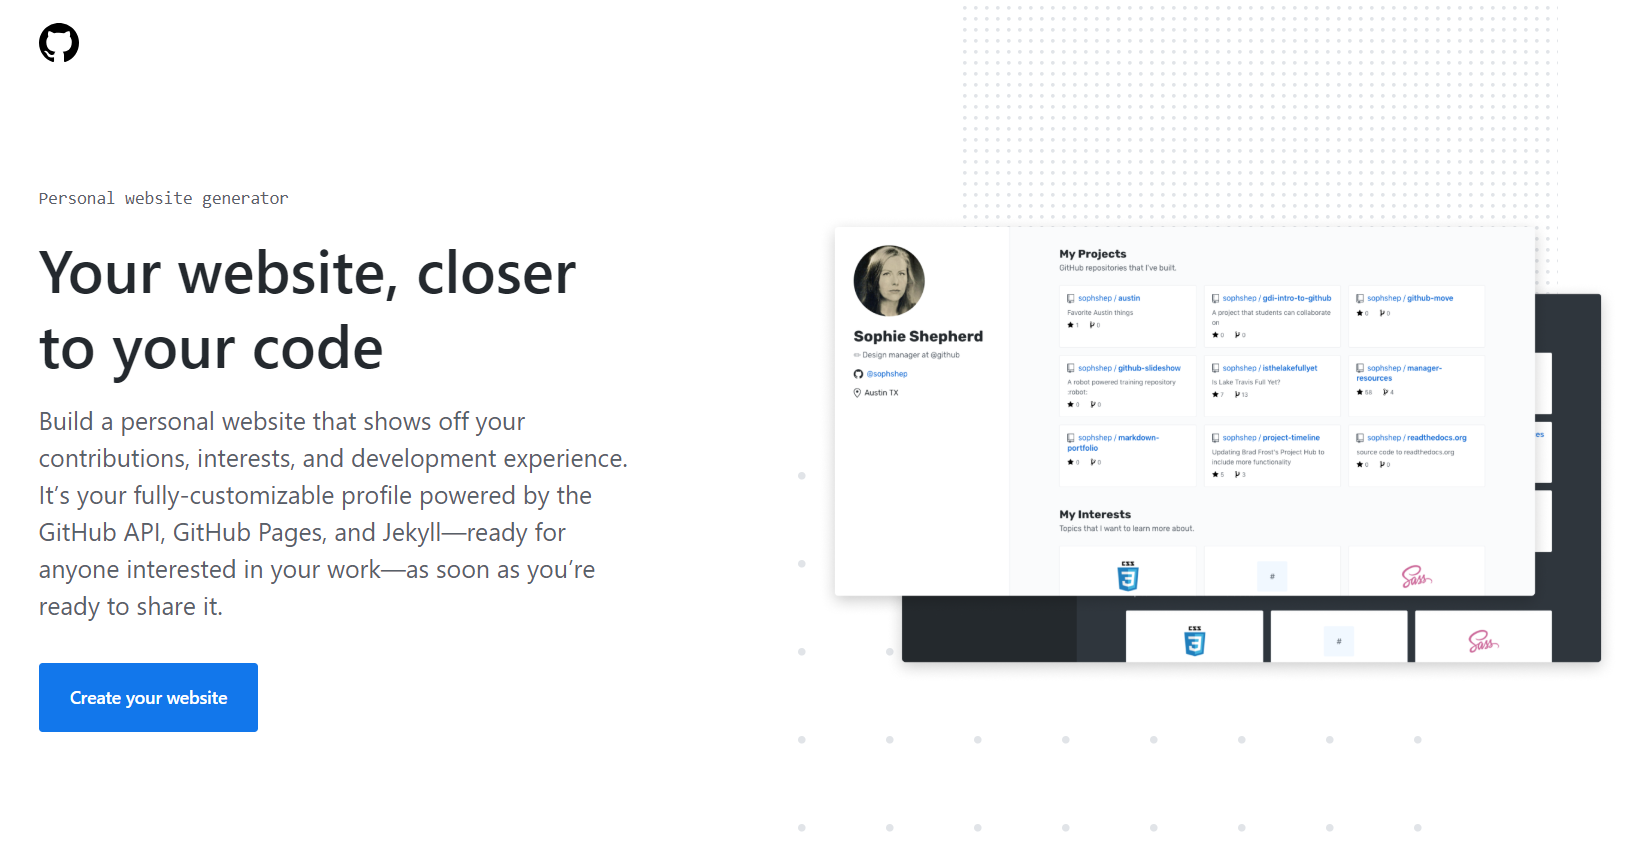 Personal website generator
Your website, closer
to your code
Build a personal website that shows off your
contributions, interests, and development experience.
It’s your fully-customizable profile powered by the
GitHub API, GitHub Pages, and Jekyll—ready for
anyone interested in your work—as soon as you’re
ready to share it.
Create your website
Sophie Shepherd
Design manager at @github
@sophshep
Austin TX
My Projects
GitHub repositories that I've built.
sophshep / austin
Favorite Austin things
1 0
sophshep / gdi-intro-to-github
A project that students can collaborate
on
0 0
sophshep / github-move
0 0
sophshep / github-slideshow
A robot powered training repository
:robot:
0 0
sophshep / isthelakefullyet
Is Lake Travis Full Yet?
7 13
sophshep / manager-
resources
58 4
sophshep / markdown-
portfolio
0 0
sophshep / project-timeline
Updating Brad Frost's Project Hub to
include more functionality
5 3
sophshep / readthedocs.org
source code to readthedocs.org
0 0
My Interests
Topics that I want to learn more about.
CSS
3
#
Sass
es
CSS
3
#
Sass